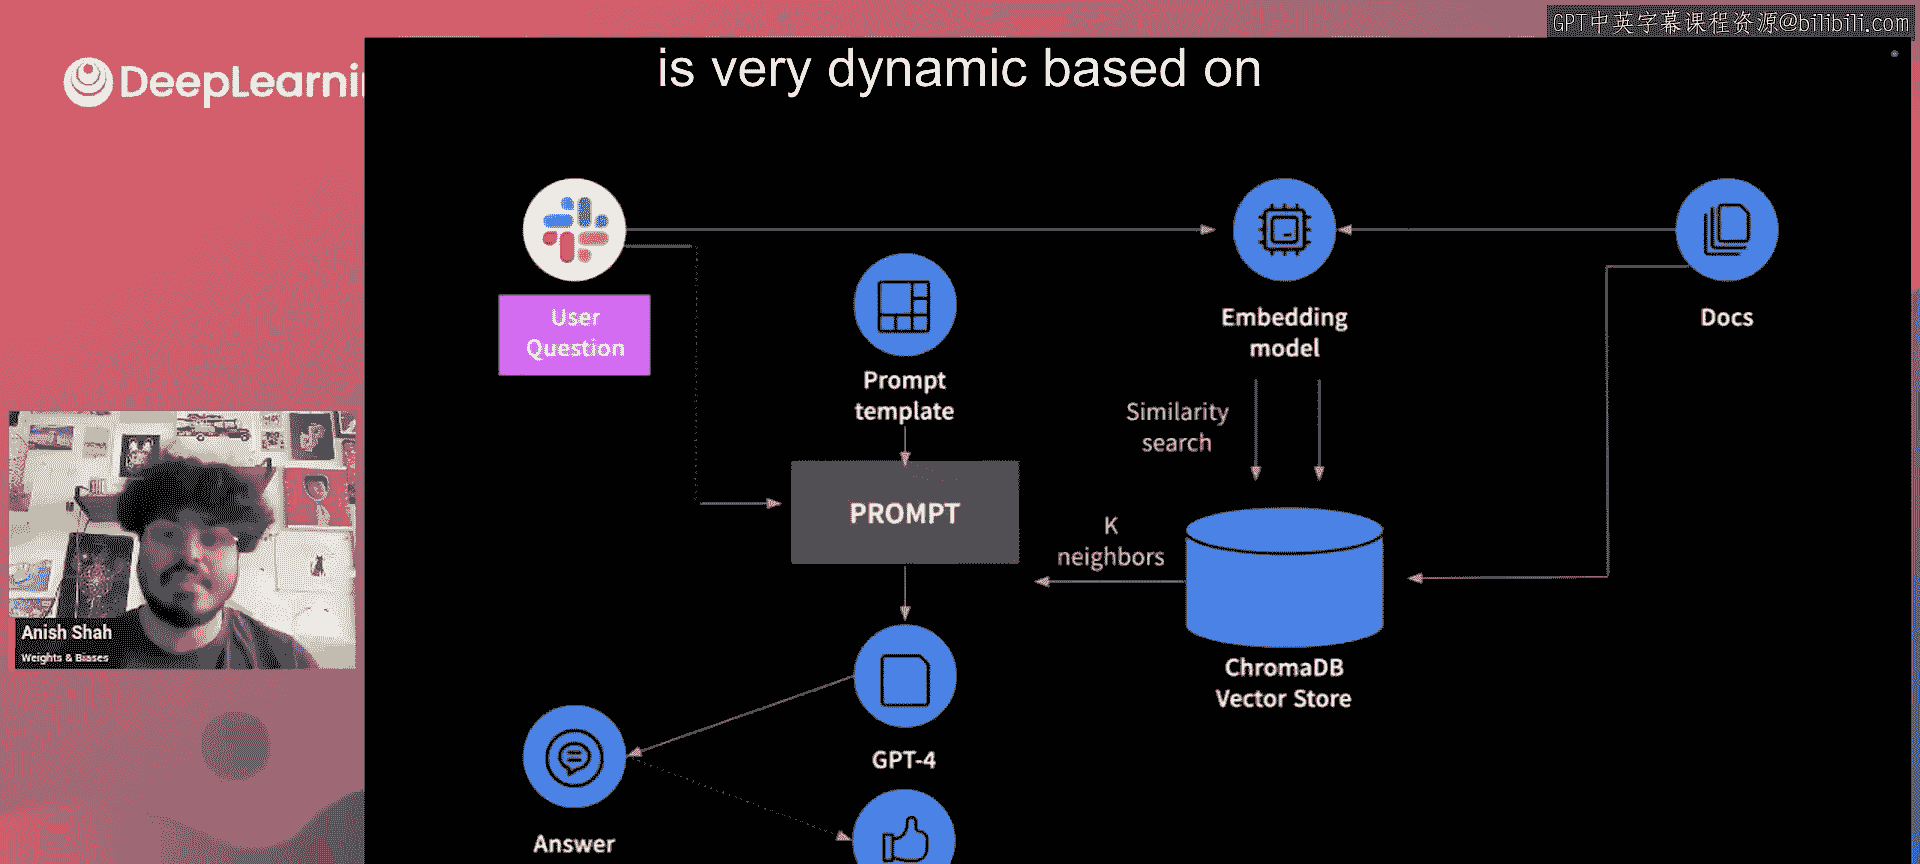 GPT中英字幕课程资源@bilibili.com
DeepLearni
is very dynamic based on
User
Question
Prompt
template
Embedding
model
Docs
Similarity
search
PROMPT
K
neighbors
ChromaDB
Vector Store
GPT-4
Answer
Anish Shah
Weights & Biases